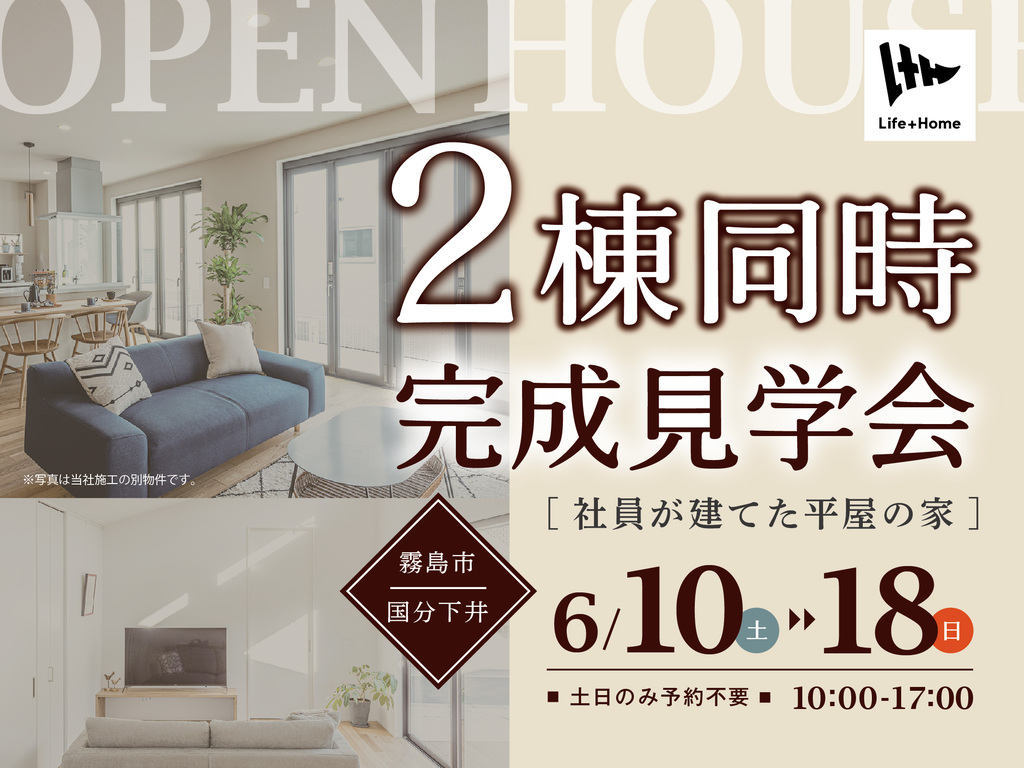 OPEN HOUSE
Life+Home
2棟同時
完成見学会
※写真は当社施工の別物件です。
[ 社員が建てた平屋の家 ]
霧島市
国分下井
6/10土 18日
■ 土日のみ予約不要 ■ 10:00-17:00